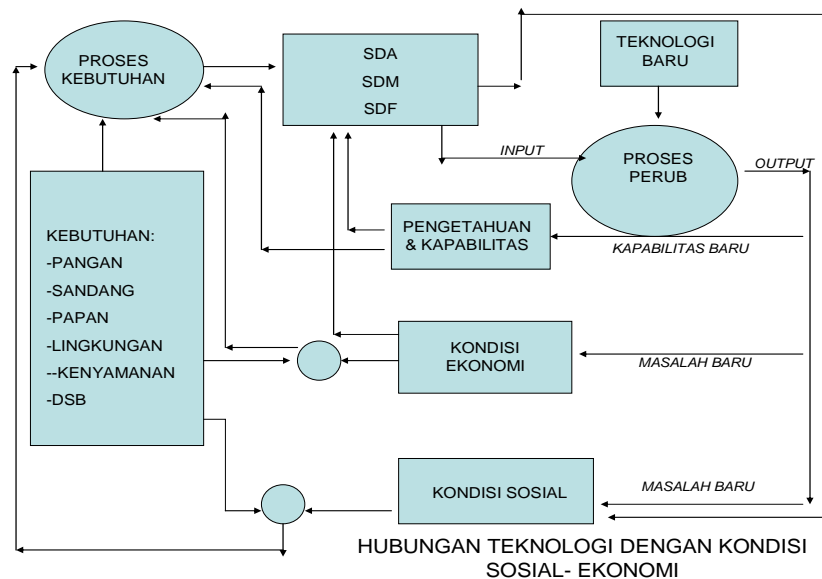 PROSES
KEBUTUHAN
SDA
SDM
SDF
TEKNOLOGI
BARU
INPUT
PROSES
PERUB
OUTPUT
PENGETAHUAN
& KAPABILITAS
KAPABILITAS BARU
KEBUTUHAN:
-PANGAN
-SANDANG
-PAPAN
-LINGKUNGAN
--KENYAMANAN
-DSB
KONDISI
EKONOMI
MASALAH BARU
KONDISI SOSIAL
MASALAH BARU
HUBUNGAN TEKNOLOGI DENGAN KONDISI
SOSIAL- EKONOMI